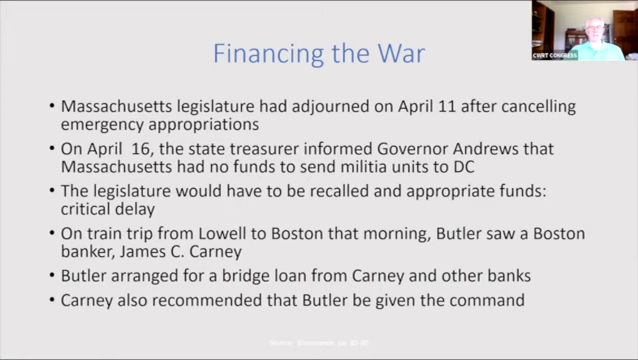 CWRT CONGRESS
Financing the War
• Massachusetts legislature had adjourned on April 11 after cancelling
emergency appropriations
• On April 16, the state treasurer informed Governor Andrews that
Massachusetts had no funds to send militia units to DC
• The legislature would have to be recalled and appropriate funds:
critical delay
• On train trip from Lowell to Boston that morning, Butler saw a Boston
banker, James C. Carney
• Butler arranged for a bridge loan from Carney and other banks
• Carney also recommended that Butler be given the command